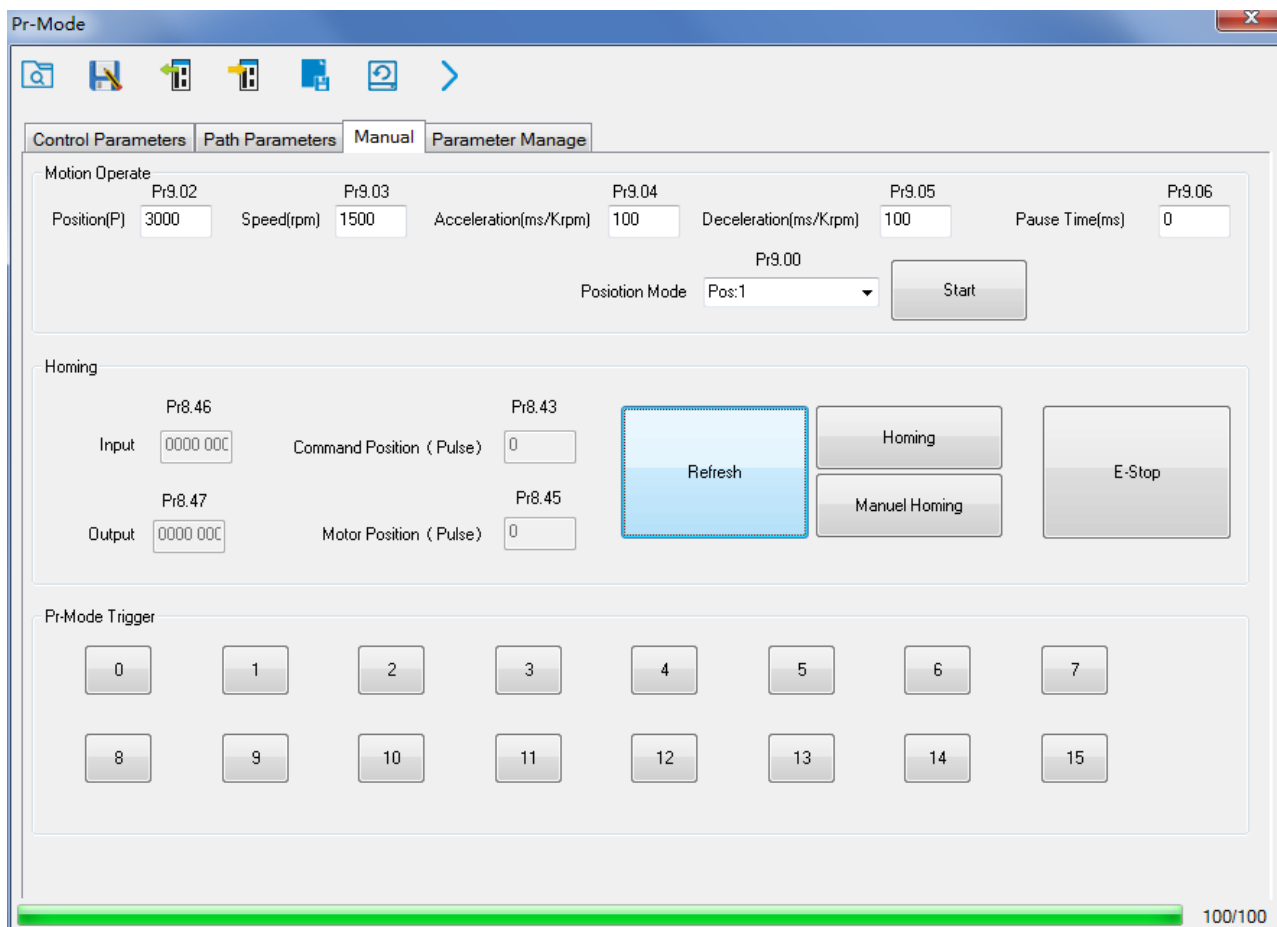 Pr-Mode
Control Parameters Path Parameters Manual Parameter Manage
Motion Operate
Pr9.02 Pr9.03 Pr9.04 Pr9.05 Pr9.06
Position(P) 3000 Speed(rpm) 1500 Acceleration(ms/Krpm) 100 Deceleration(ms/Krpm) 100 Pause Time(ms) 0
Pr9.00
Posiotion Mode Pos:1 Start
Homing
Pr8.46 Pr8.43
Input 0000 000 Command Position ( Pulse) 0
Refresh Homing E-Stop
Pr8.47 Pr8.45
Manuel Homing
Output 0000 000 Motor Position ( Pulse) 0
Pr-Mode Trigger
0 1 2 3 4 5 6 7
8 9 10 11 12 13 14 15
100/100